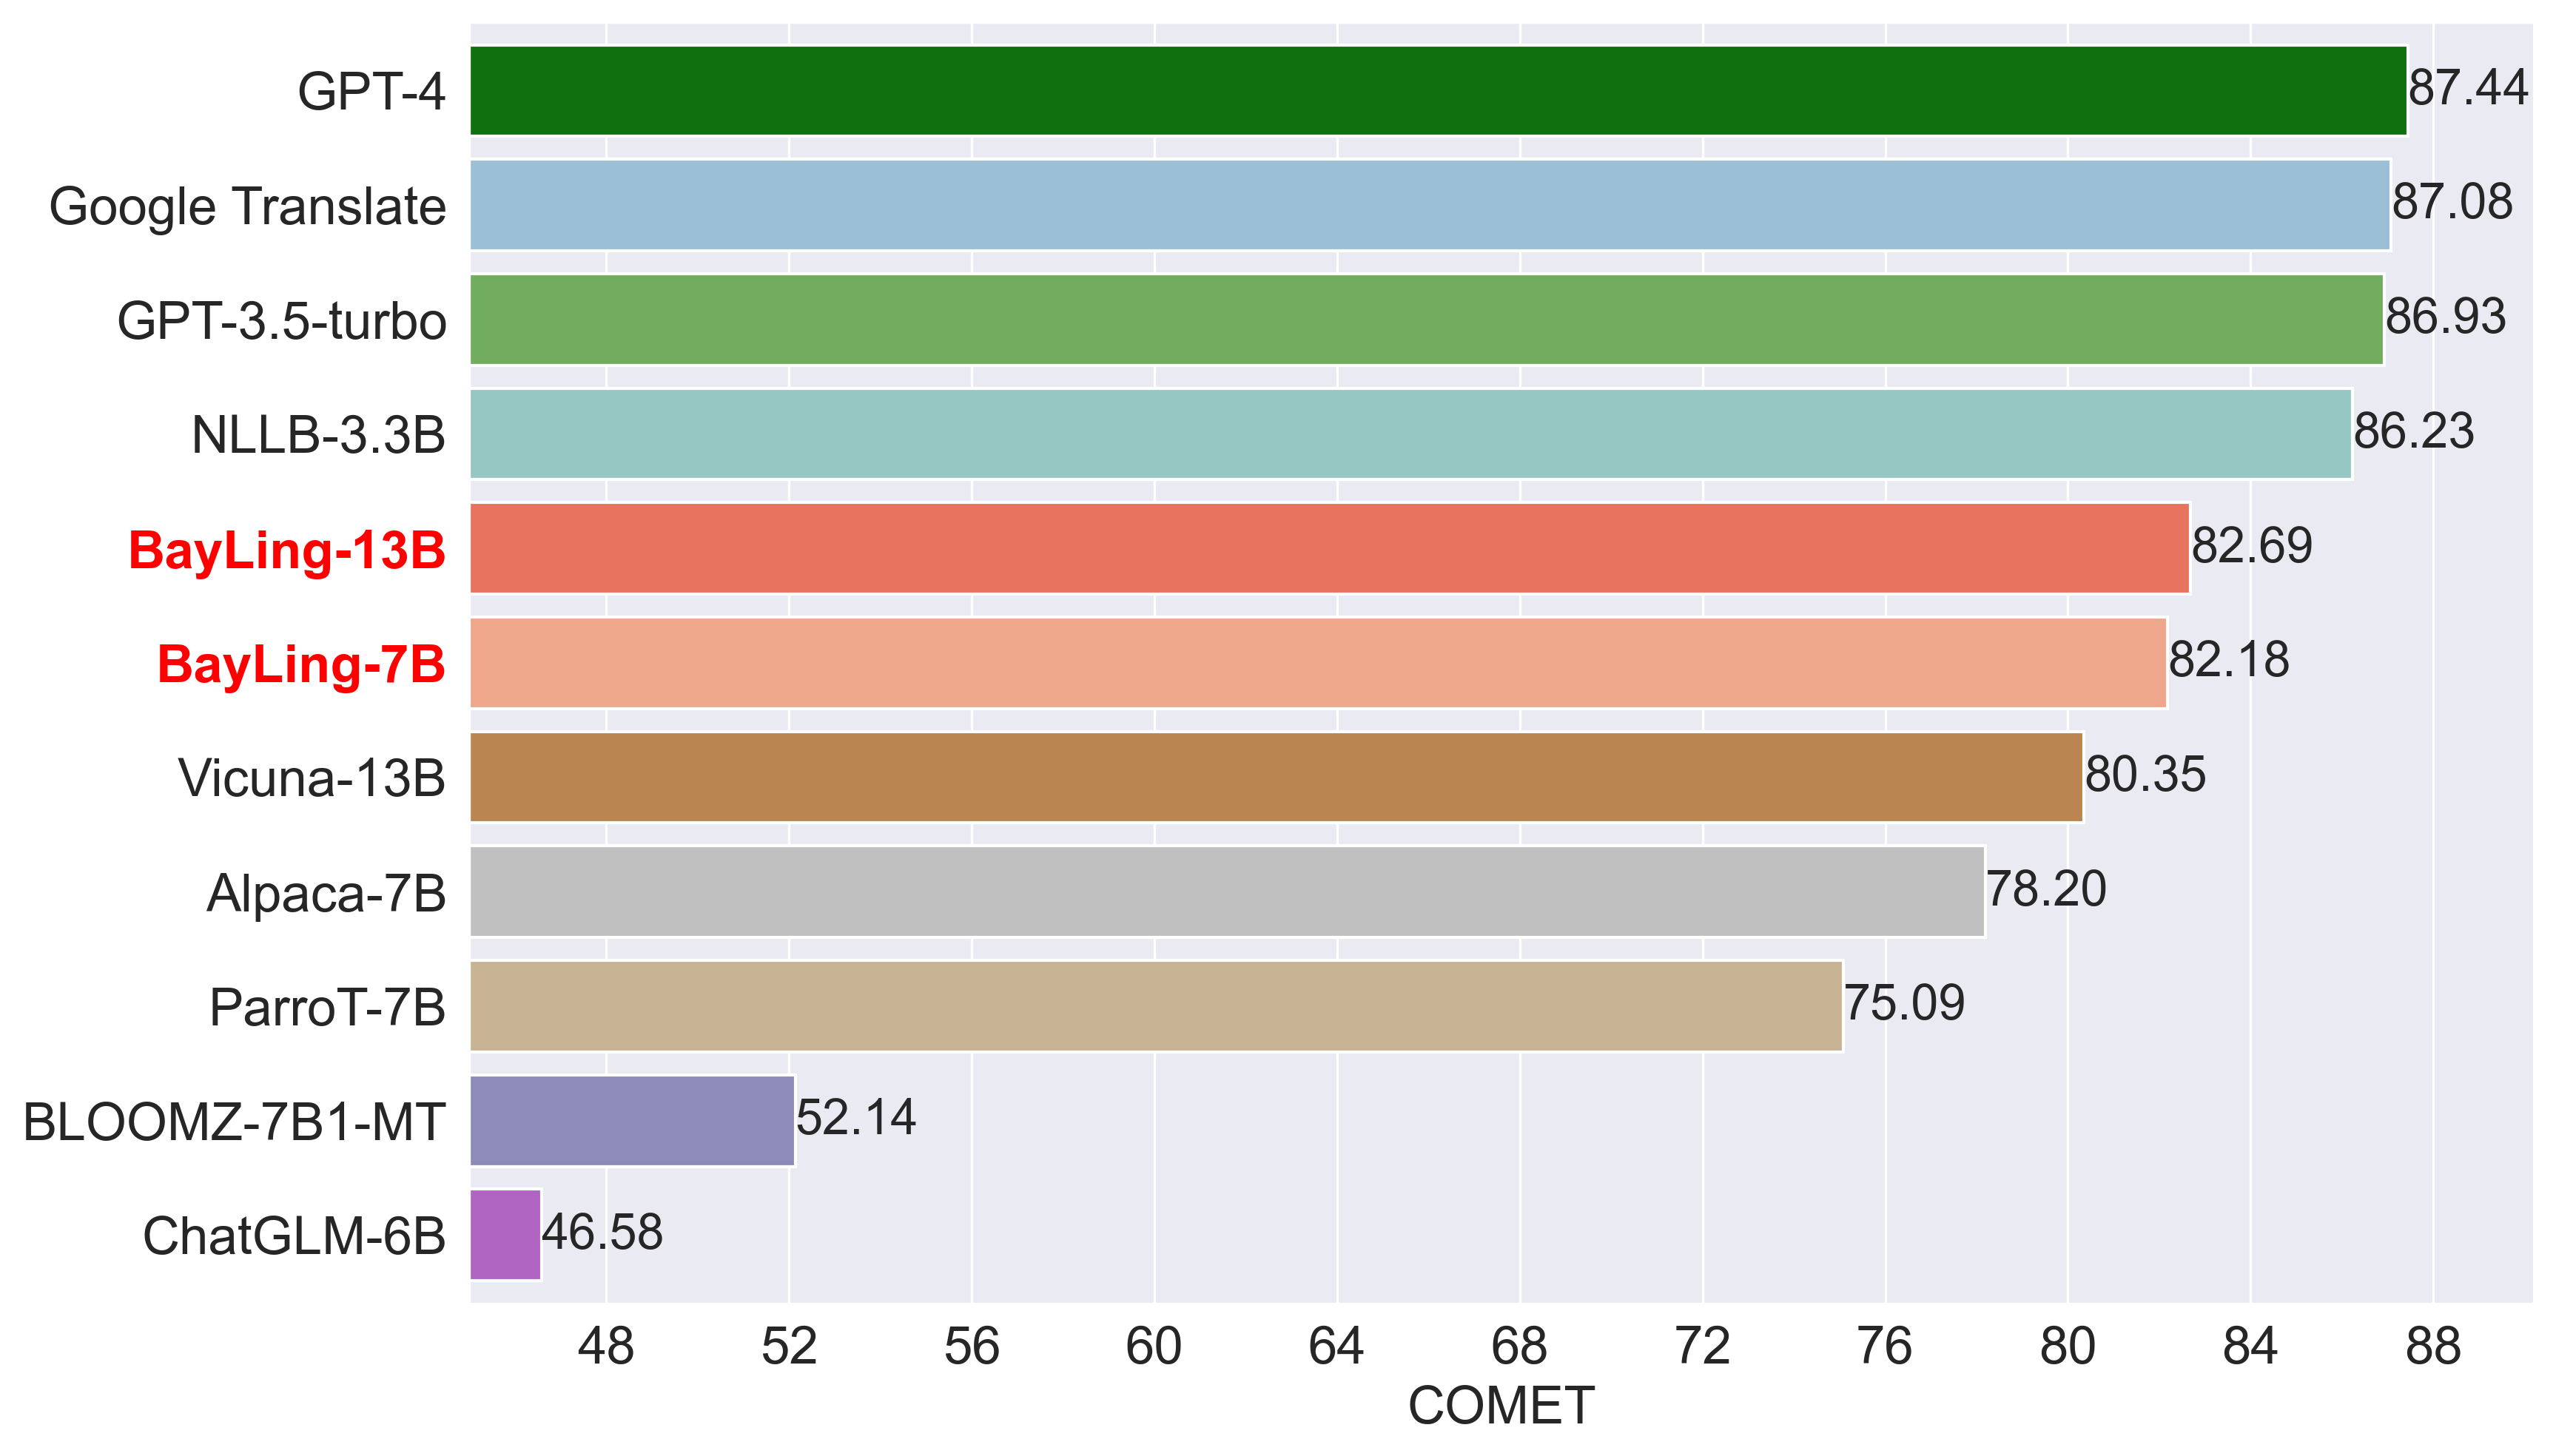 GPT-4 87.44
Google Translate 87.08
GPT-3.5-turbo 86.93
NLLB-3.3B 86.23
BayLing-13B 82.69
BayLing-7B 82.18
Vicuna-13B 80.35
Alpaca-7B 78.20
ParroT-7B 75.09
BLOOMZ-7B1-MT 52.14
ChatGLM-6B 46.58
48 52 56 60 64 68 72 76 80 84 88
COMET